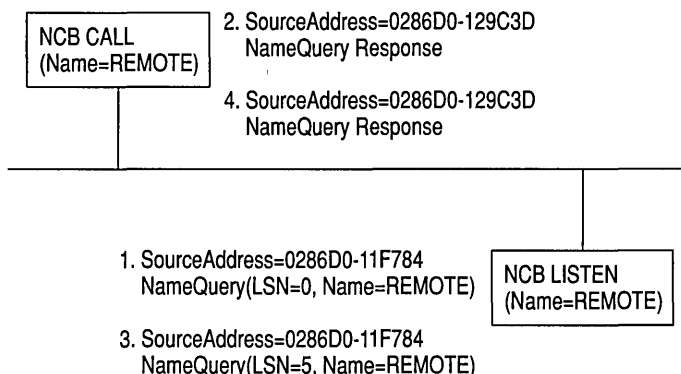 NCB CALL
(Name=REMOTE)
2. SourceAddress=0286D0-129C3D
NameQuery Response
4. SourceAddress=0286D0-129C3D
NameQuery Response
1. SourceAddress=0286D0-11F784
NameQuery(LSN=0, Name=REMOTE)
3. SourceAddress=0286D0-11F784
NameQuery(LSN=5, Name=REMOTE)
NCB LISTEN
(Name=REMOTE)